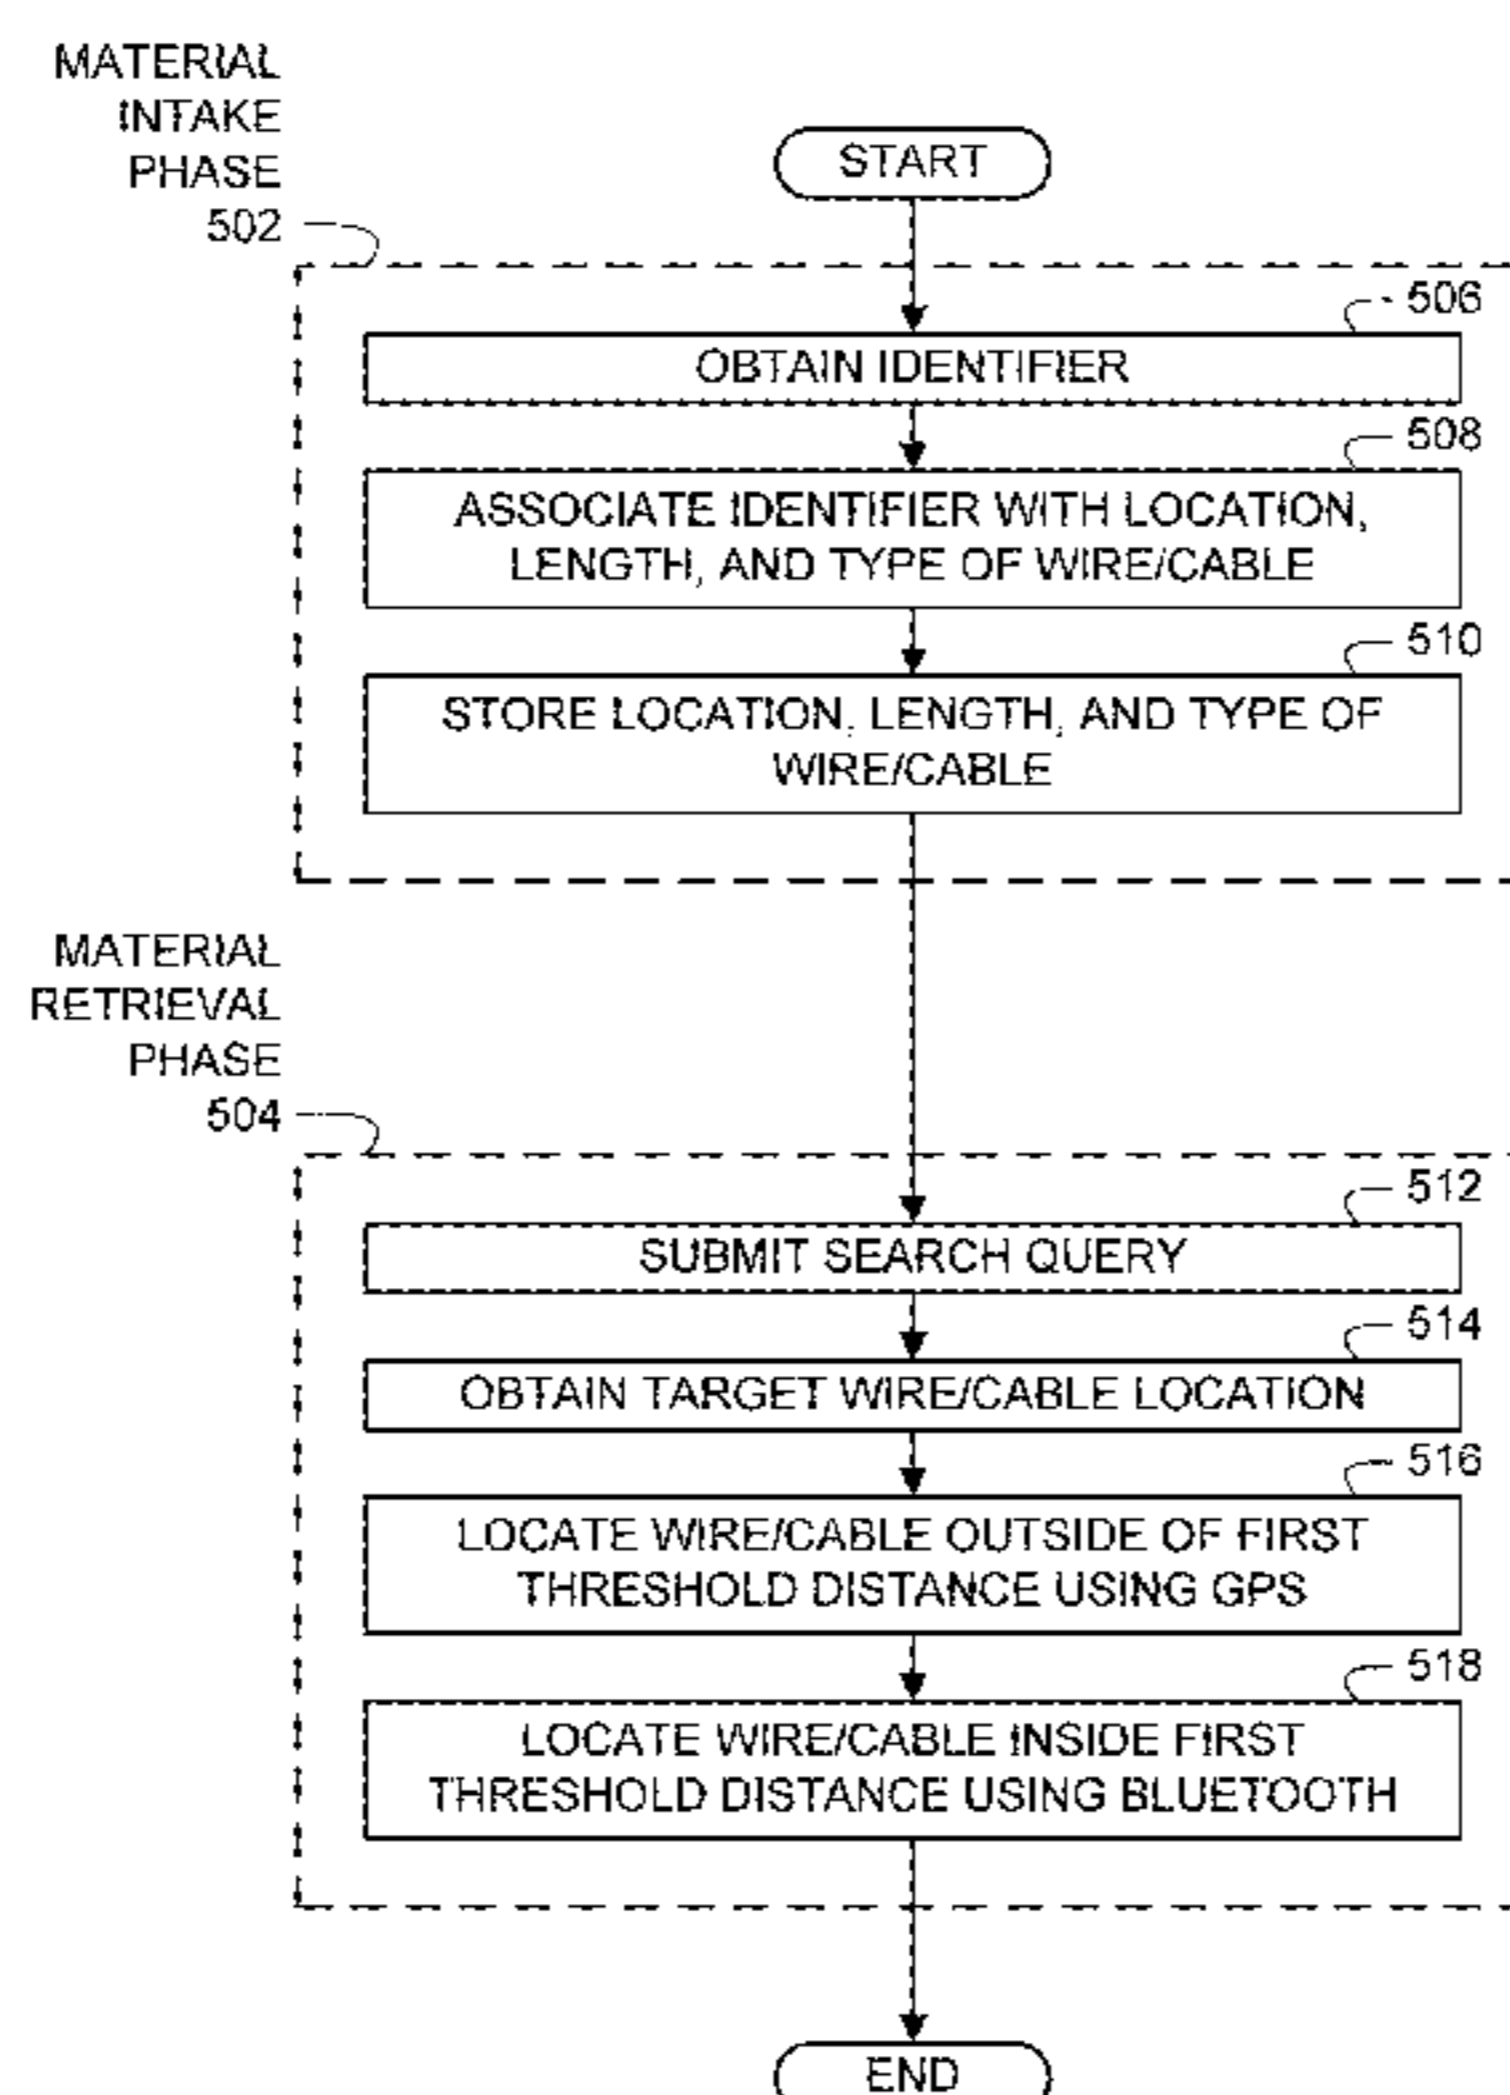 MATERIAL
INTAKE
PHASE
502
START
506
OBTAIN IDENTIFIER
508
ASSOCIATE IDENTIFIER WITH LOCATION,
LENGTH, AND TYPE OF WIRE/CABLE
510
STORE LOCATION, LENGTH, AND TYPE OF
WIRE/CABLE
MATERIAL
RETRIEVAL
PHASE
504
512
SUBMIT SEARCH QUERY
514
OBTAIN TARGET WIRE/CABLE LOCATION
516
LOCATE WIRE/CABLE OUTSIDE OF FIRST
THRESHOLD DISTANCE USING GPS
518
LOCATE WIRE/CABLE INSIDE FIRST
THRESHOLD DISTANCE USING BLUETOOTH
END